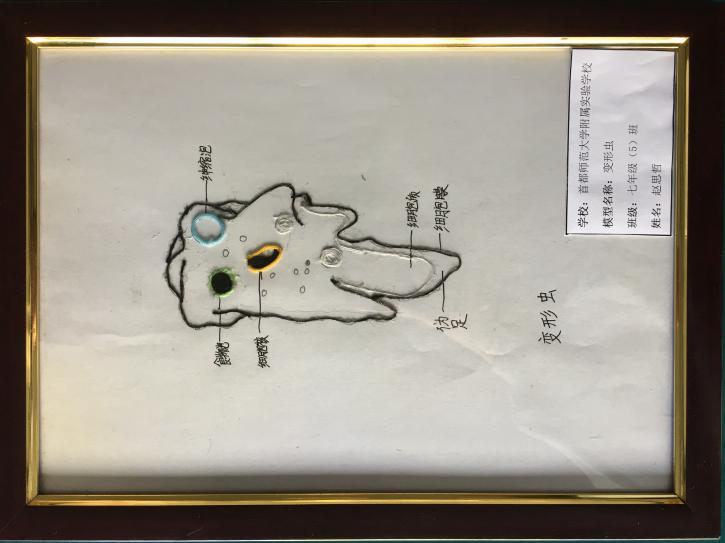 学校：首都师范大学附属实验学校
模型名称：变形虫
班级：七年级（5）班
姓名：赵思哲
伸缩泡
食物泡
细胞核
细胞质
细胞膜
伪足
变形虫